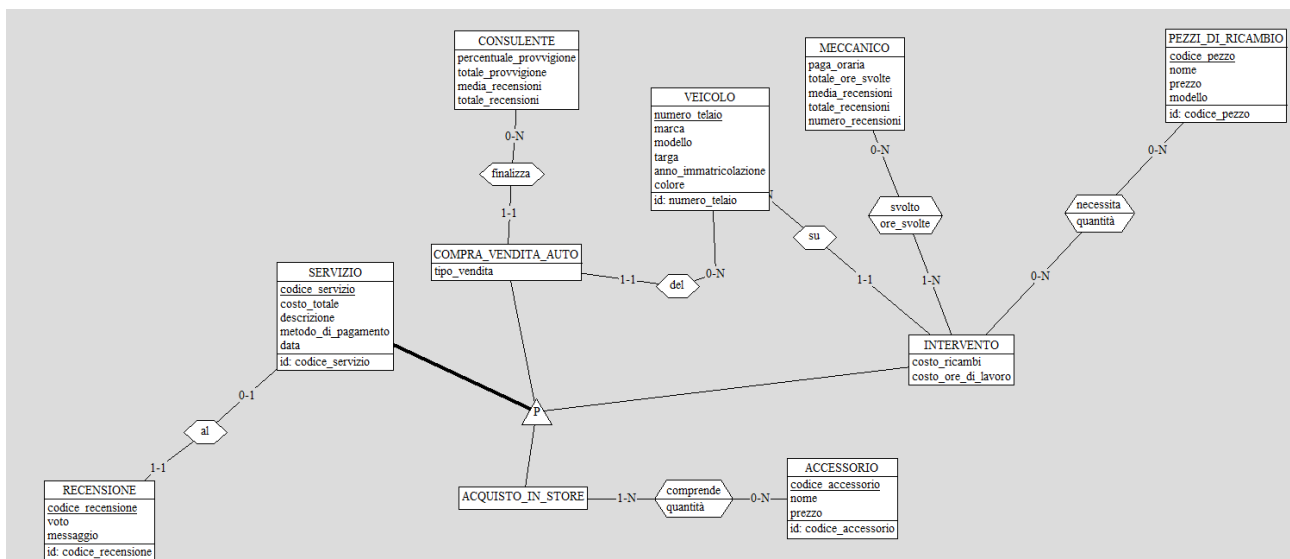 CONSULENTE
percentuale_provvigione
totale_provvigione
media_recensioni
totale_recensioni
0-N
finalizza
1-1
VEICOLO
numero_telaio
marca
modello
targa
anno_immatricolazione
colore
id: numero_telaio
MECCANICO
paga_oraria
totale_ore_svolte
media_recensioni
totale_recensioni
numero_recensioni
0-N
svolto
ore_svolte
1-N
PEZZI_DI_RICAMBIO
codice_pezzo
nome
prezzo
modello
id: codice_pezzo
0-N
necessita
quantità
0-N
N
su
1-1
COMPRA_VENDITA_AUTO
tipo_vendita
1-1
del
0-N
SERVIZIO
codice_servizio
costo_totale
descrizione
metodo_di_pagamento
data
id: codice_servizio
0-1
al
1-1
INTERVENTO
costo_ricambi
costo_ore_di_lavoro
P
RECENSIONE
codice_recensione
voto
messaggio
id: codice_recensione
ACQUISTO_IN_STORE
1-N
comprende
quantità
0-N
ACCESSORIO
codice_accessorio
nome
prezzo
id: codice_accessorio